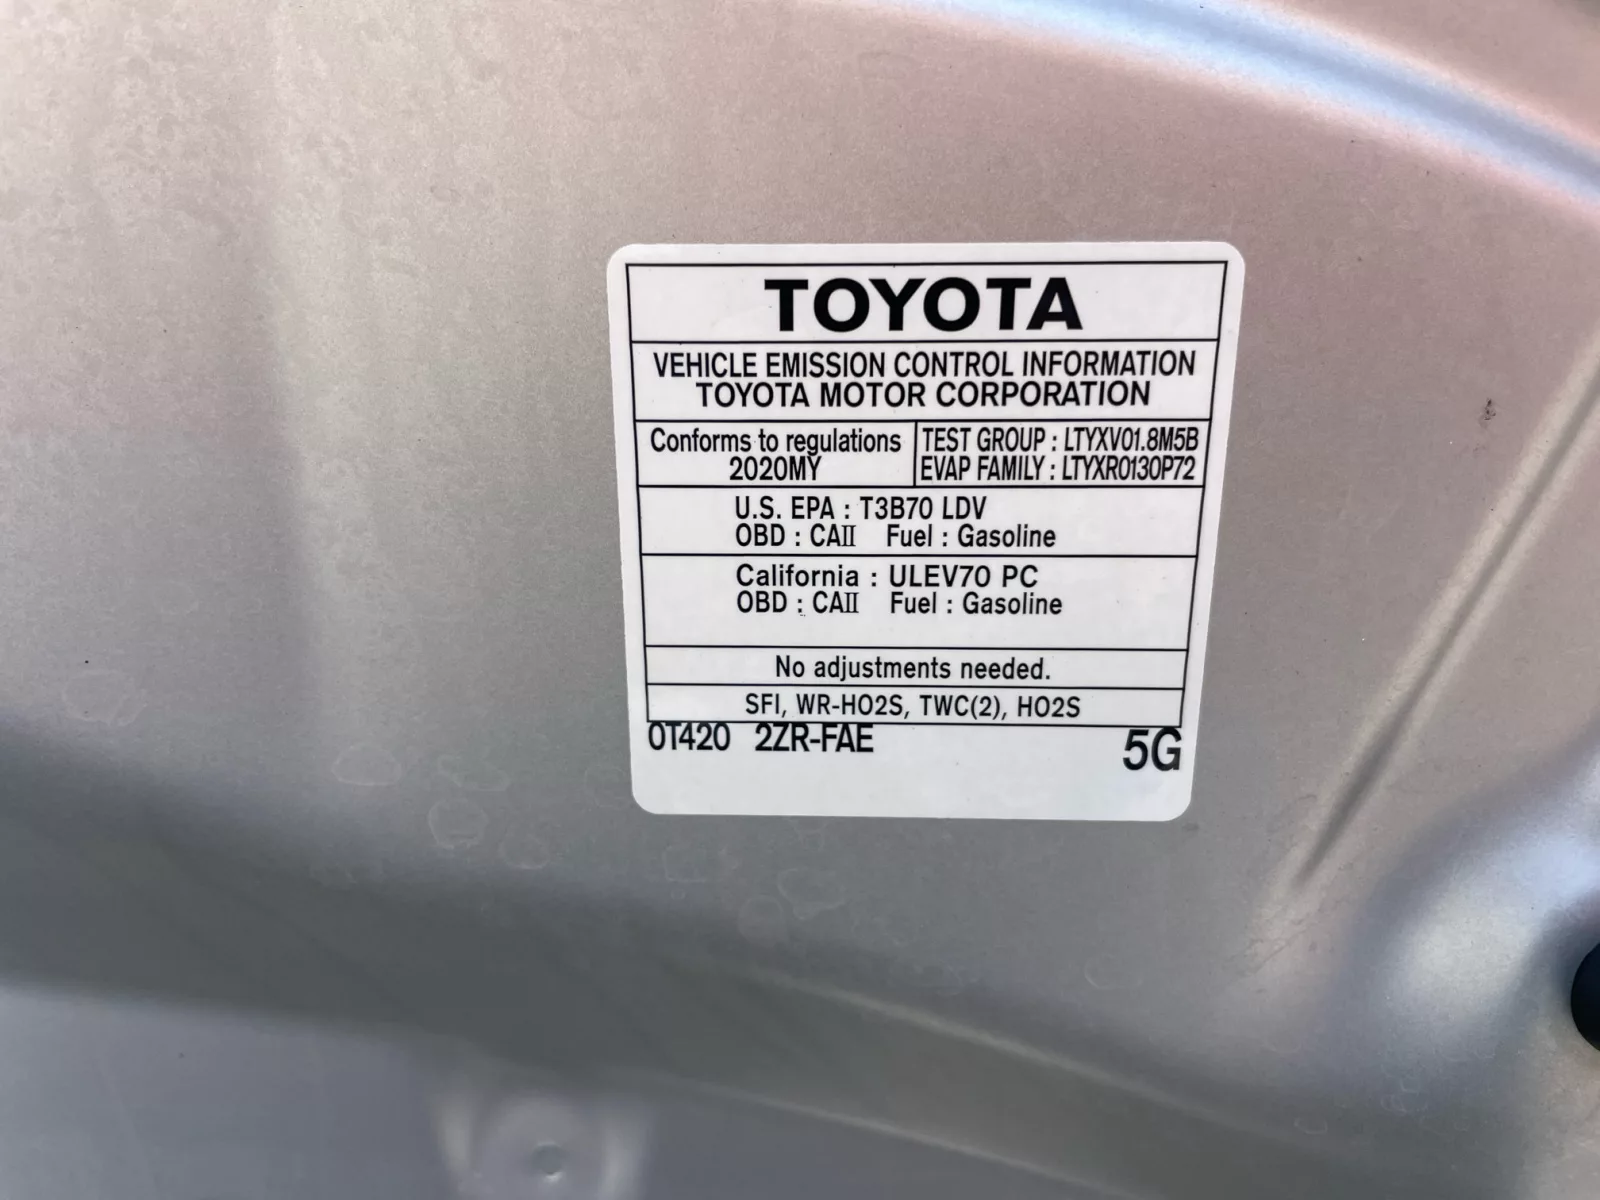 TOYOTA
VEHICLE EMISSION CONTROL INFORMATION
TOYOTA MOTOR CORPORATION
Conforms to regulations
2020MY
TEST GROUP : LTYXV01.8M5B
EVAP FAMILY : LTYXR0130P72
U.S. EPA : T3B70 LDV
OBD : CAII Fuel : Gasoline
California : ULEV70 PC
OBD : CAII Fuel : Gasoline
No adjustments needed.
SFI, WR-HO2S, TWC(2), HO2S
0T420 2ZR-FAE 5G